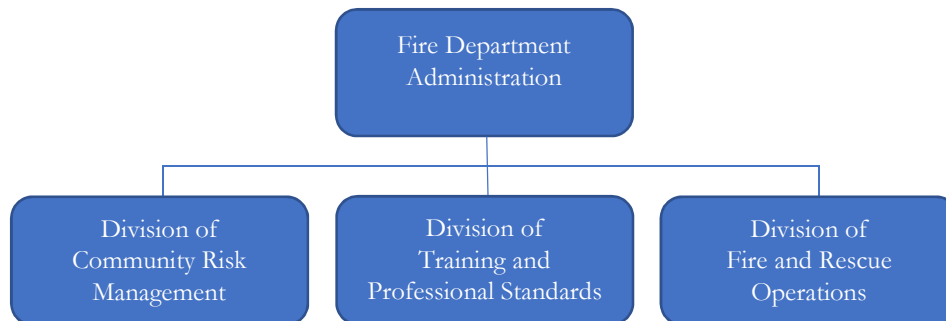 Fire Department
Administration
Division of
Community Risk
Management
Division of
Training and
Professional Standards
Division of
Fire and Rescue
Operations